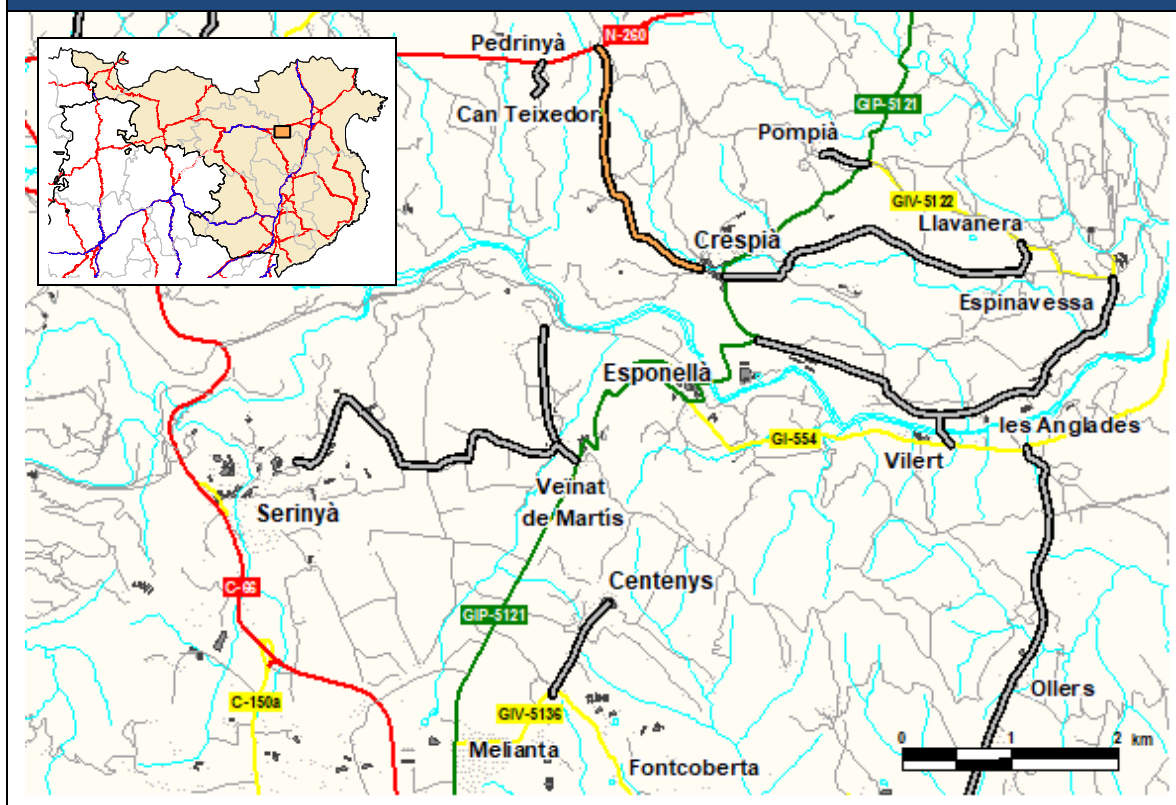 N-260
Pedrinyà
Can Teixedor
GIP-5121
Pompià
GIV-5122
Llavanera
Crespià
Espinavessa
Esponellà
les Anglades
GI-554
Vilert
Veinat
de Martís
Serinyà
Centenys
C-66
GIP-5121
C-150a
GIV-5136
Ollers
Melianta
Fontcoberta
0 1 2 km